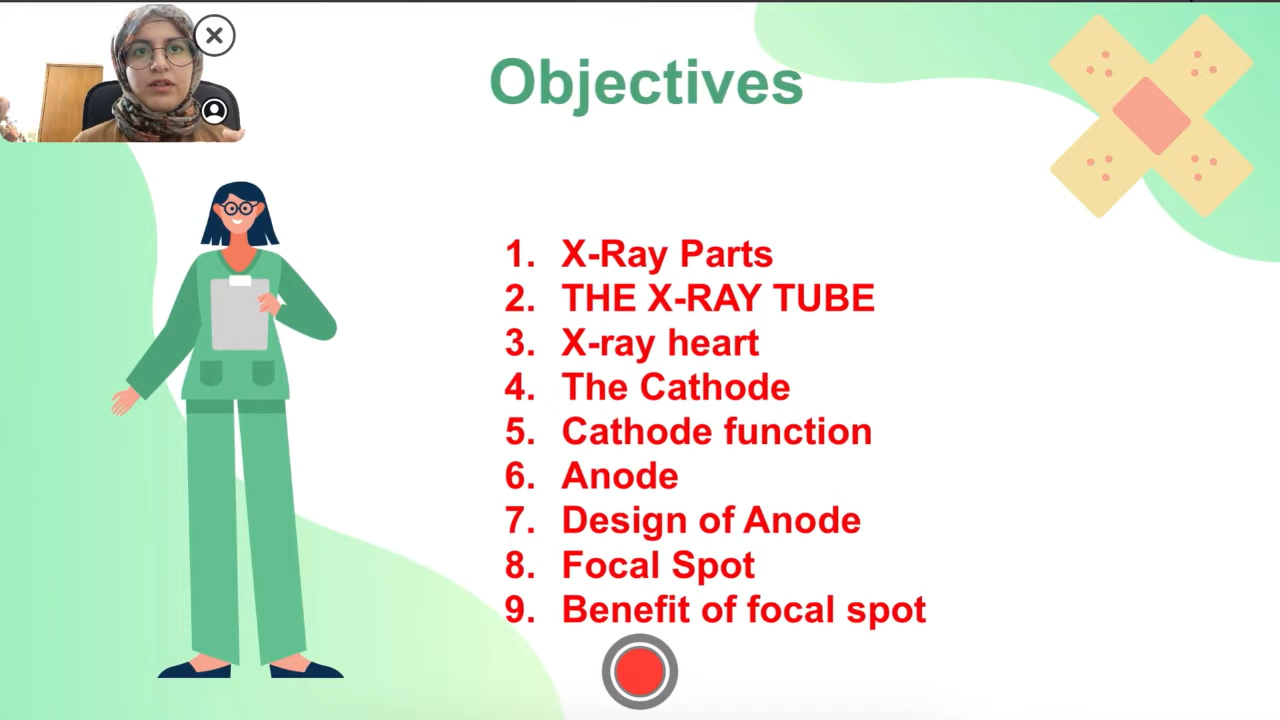 Objectives
1. X-Ray Parts
2. THE X-RAY TUBE
3. X-ray heart
4. The Cathode
5. Cathode function
6. Anode
7. Design of Anode
8. Focal Spot
9. Benefit of focal spot